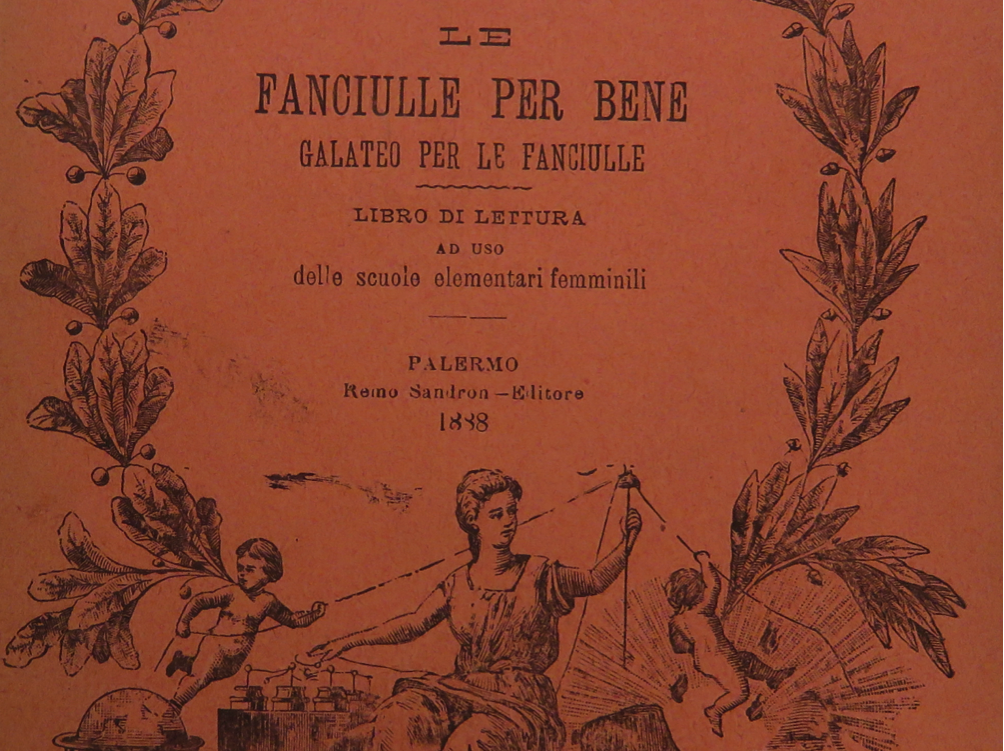 LE
FANCIULLE PER BENE
GALATEO PER LE FANCIULLE
LIBRO DI LETTURA
AD USO
delle scuole elementari femminili
PALERMO
Remo Sandron – Editore
1888